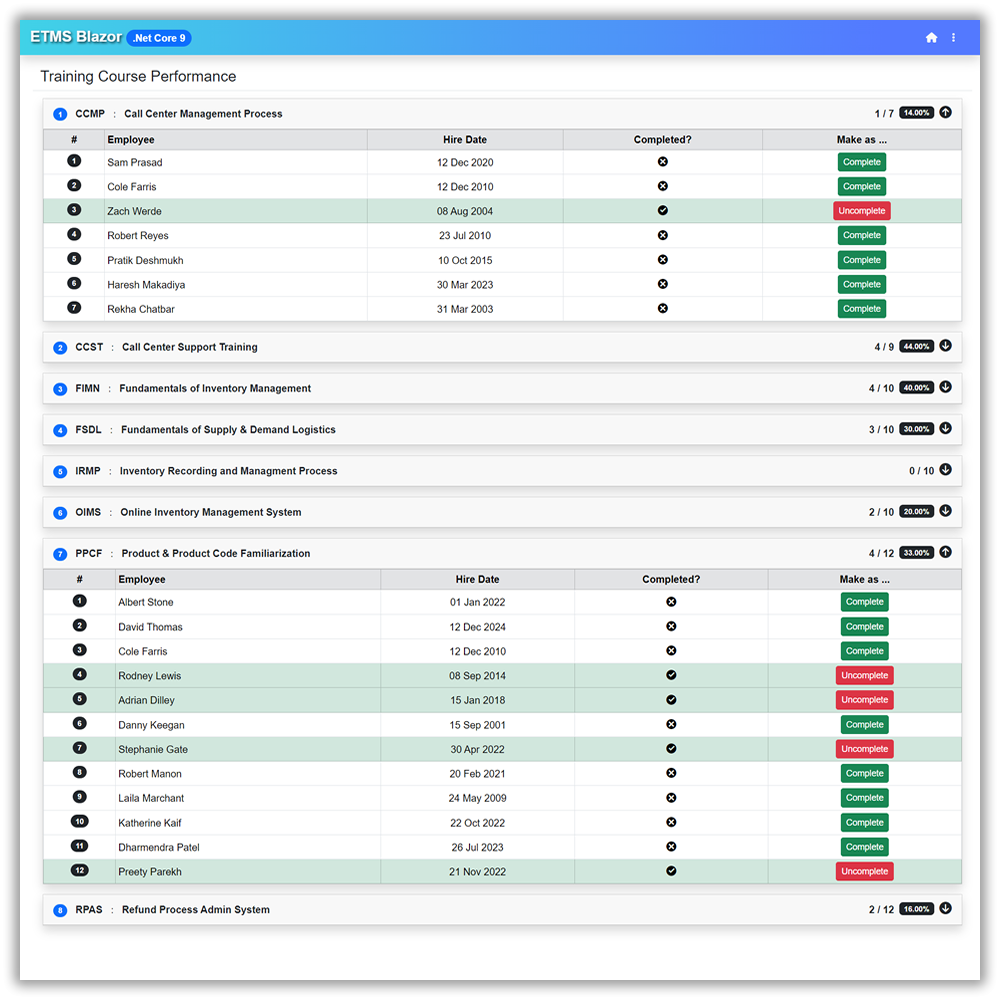 ETMS Blazor .Net Core 9
Training Course Performance
1 CCMP : Call Center Management Process 1 / 7 14.00%
# Employee Hire Date Completed? Make as ...
1 Sam Prasad 12 Dec 2020 Complete
2 Cole Farris 12 Dec 2010 Complete
3 Zach Werde 08 Aug 2004 Uncomplete
4 Robert Reyes 23 Jul 2010 Complete
5 Pratik Deshmukh 10 Oct 2015 Complete
6 Haresh Makadiya 30 Mar 2023 Complete
7 Rekha Chatbar 31 Mar 2003 Complete
2 CCST : Call Center Support Training 4 / 9 44.00%
3 FIMN : Fundamentals of Inventory Management 4 / 10 40.00%
4 FSDL : Fundamentals of Supply & Demand Logistics 3 / 10 30.00%
5 IRMP : Inventory Recording and Managment Process 0 / 10
6 OIMS : Online Inventory Management System 2 / 10 20.00%
7 PPCF : Product & Product Code Familiarization 4 / 12 33.00%
# Employee Hire Date Completed? Make as ...
1 Albert Stone 01 Jan 2022 Complete
2 David Thomas 12 Dec 2024 Complete
3 Cole Farris 12 Dec 2010 Complete
4 Rodney Lewis 08 Sep 2014 Uncomplete
5 Adrian Dilley 15 Jan 2018 Uncomplete
6 Danny Keegan 15 Sep 2001 Complete
7 Stephanie Gate 30 Apr 2022 Uncomplete
8 Robert Manon 20 Feb 2021 Complete
9 Laila Marchant 24 May 2009 Complete
10 Katherine Kaif 22 Oct 2022 Complete
11 Dharmendra Patel 26 Jul 2023 Complete
12 Preety Parekh 21 Nov 2022 Uncomplete
8 RPAS : Refund Process Admin System 2 / 12 16.00%